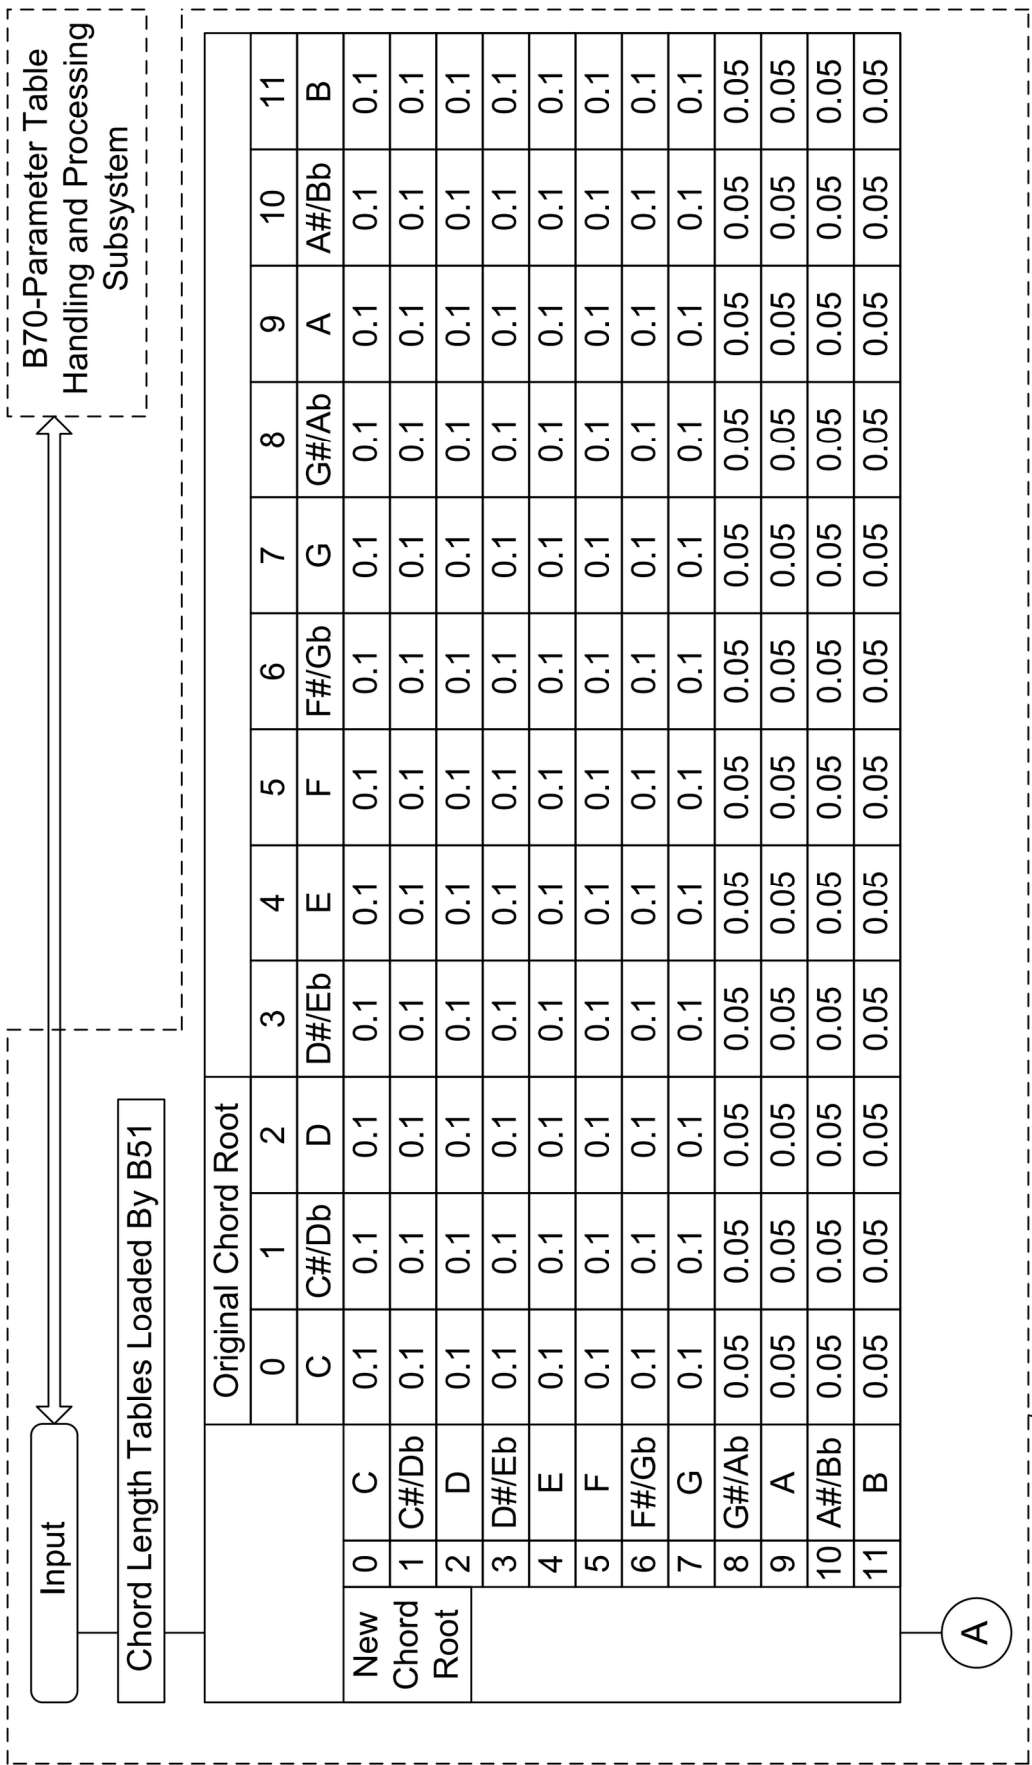 Input
B70-Parameter Table
Handling and Processing
Subsystem
Chord Length Tables Loaded By B51
Original Chord Root
0 1 2 3 4 5 6 7 8 9 10 11
C C#/Db D D#/Eb E F F#/Gb G G#/Ab A A#/Bb B
New
Chord
Root
0 C 0.1 0.1 0.1 0.1 0.1 0.1 0.1 0.1 0.1 0.1 0.1 0.1
1 C#/Db 0.1 0.1 0.1 0.1 0.1 0.1 0.1 0.1 0.1 0.1 0.1 0.1
2 D 0.1 0.1 0.1 0.1 0.1 0.1 0.1 0.1 0.1 0.1 0.1 0.1
3 D#/Eb 0.1 0.1 0.1 0.1 0.1 0.1 0.1 0.1 0.1 0.1 0.1 0.1
4 E 0.1 0.1 0.1 0.1 0.1 0.1 0.1 0.1 0.1 0.1 0.1 0.1
5 F 0.1 0.1 0.1 0.1 0.1 0.1 0.1 0.1 0.1 0.1 0.1 0.1
6 F#/Gb 0.1 0.1 0.1 0.1 0.1 0.1 0.1 0.1 0.1 0.1 0.1 0.1
7 G 0.1 0.1 0.1 0.1 0.1 0.1 0.1 0.1 0.1 0.1 0.1 0.1
8 G#/Ab 0.05 0.05 0.05 0.05 0.05 0.05 0.05 0.05 0.05 0.05 0.05 0.05
9 A 0.05 0.05 0.05 0.05 0.05 0.05 0.05 0.05 0.05 0.05 0.05 0.05
10 A#/Bb 0.05 0.05 0.05 0.05 0.05 0.05 0.05 0.05 0.05 0.05 0.05 0.05
11 B 0.05 0.05 0.05 0.05 0.05 0.05 0.05 0.05 0.05 0.05 0.05 0.05
A